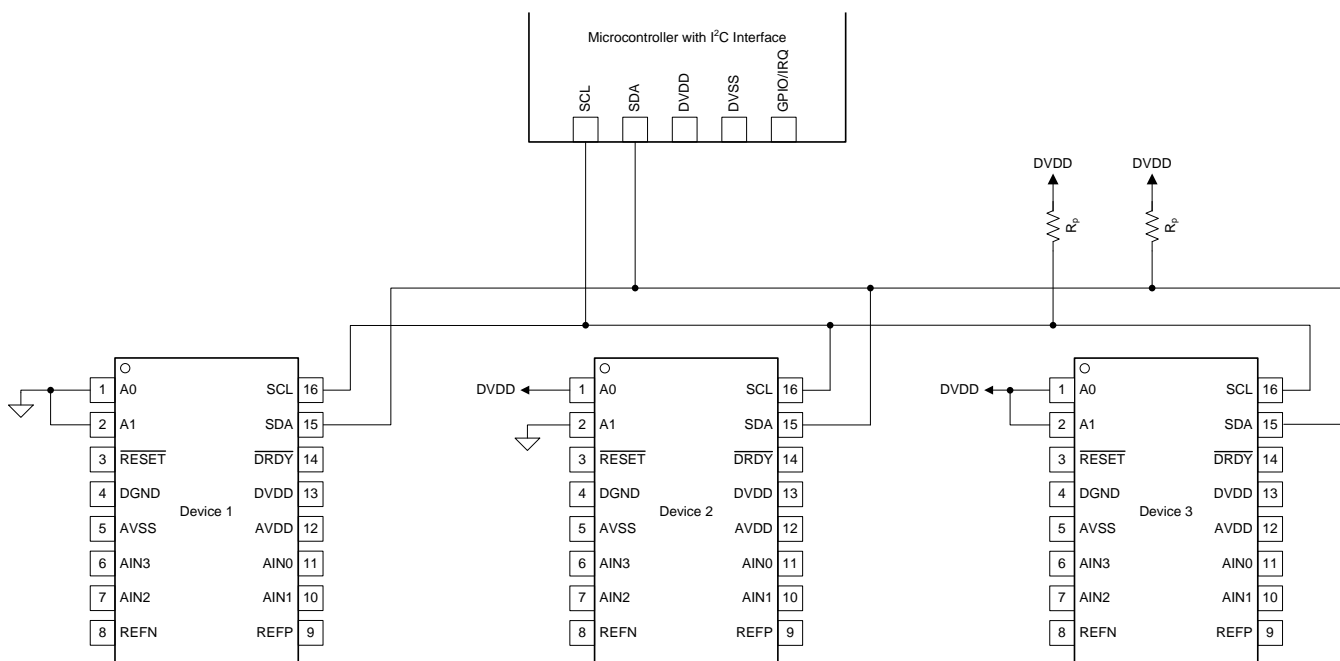 Microcontroller with I²C Interface
SCL
SDA
DVDD
DVSS
GPIO/IRQ
DVDD
DVDD
Rp
Rp
1 A0 SCL 16
2 A1 SDA 15
3 RESET DRDY 14
4 DGND DVDD 13
Device 1
5 AVSS AVDD 12
6 AIN3 AIN0 11
7 AIN2 AIN1 10
8 REFN REFP 9
DVDD 1 A0 SCL 16
2 A1 SDA 15
3 RESET DRDY 14
4 DGND DVDD 13
Device 2
5 AVSS AVDD 12
6 AIN3 AIN0 11
7 AIN2 AIN1 10
8 REFN REFP 9
DVDD 1 A0 SCL 16
2 A1 SDA 15
3 RESET DRDY 14
4 DGND DVDD 13
Device 3
5 AVSS AVDD 12
6 AIN3 AIN0 11
7 AIN2 AIN1 10
8 REFN REFP 9